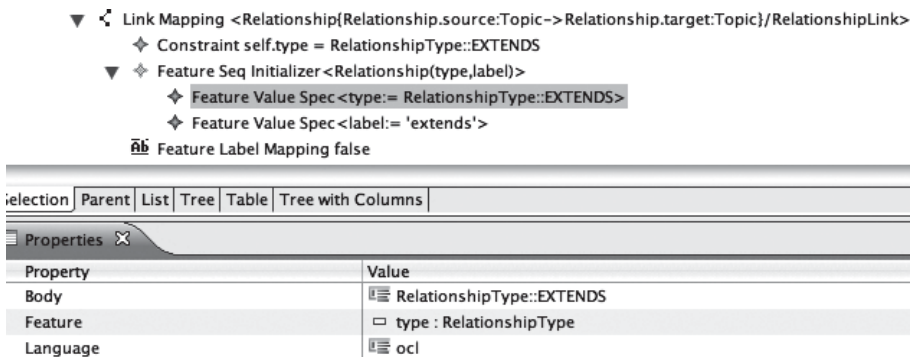 Link Mapping <Relationship{Relationship.source:Topic->Relationship.target:Topic}/RelationshipLink>
Constraint self.type = RelationshipType::EXTENDS
Feature Seq Initializer<Relationship(type,label)>
Feature Value Spec<type:= RelationshipType::EXTENDS>
Feature Value Spec<label:= 'extends'>
Feature Label Mapping false
Selection Parent List Tree Table Tree with Columns
Properties
Property Value
Body RelationshipType::EXTENDS
Feature type : RelationshipType
Language ocl